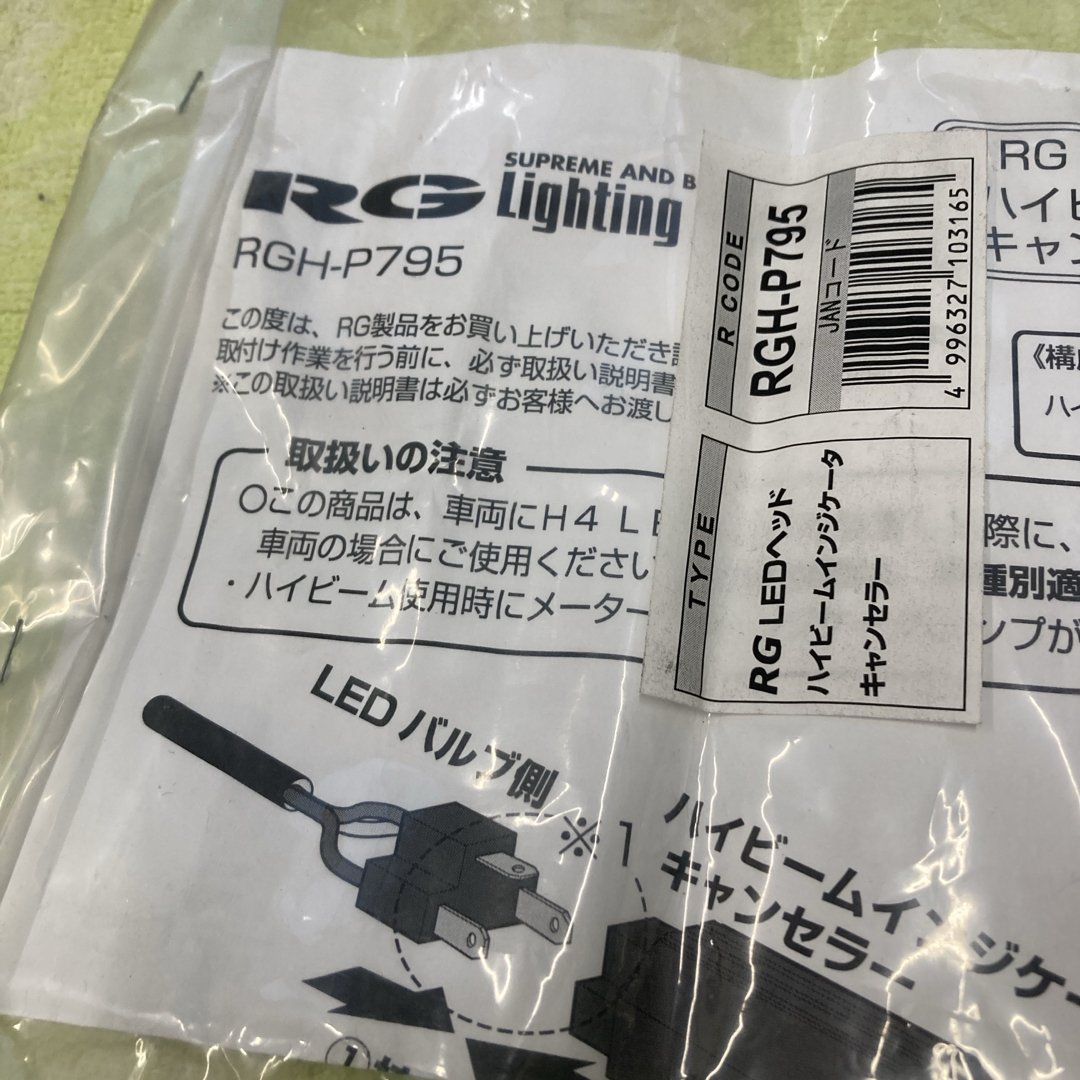 RG
SUPREME AND B
Lighting
RGH-P795
この度は、RG製品をお買い上げいただき
取付け作業を行う前に、必ず取扱い説明書
※この取扱い説明書は必ずお客様へお渡し
取扱いの注意
〇この商品は、車両にH4 LE
車両の場合にご使用ください
・ハイビーム使用時にメーター
R CODE
RGH-P795
JANコード
4 996327 103165
TYPE
RG LEDヘッド
ハイビームインジケータ
キャンセラー
RG
ハイビ
キャン
《構
ハイ
際に、
種別適
ンプが
LED バルブ側
※1
ハイビームインジケー
キャンセラー
①